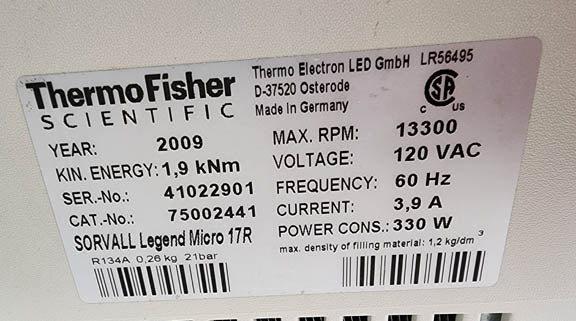 ThermoFisher
SCIENTIFIC
Thermo Electron LED GmbH LR56495
D-37520 Osterode
Made in Germany
C SA US
YEAR: 2009
KIN. ENERGY: 1,9 kNm
SER.-No.: 41022901
CAT.-No.: 75002441
SORVALL Legend Micro 17R
R134A 0,26 kg 21bar
MAX. RPM: 13300
VOLTAGE: 120 VAC
FREQUENCY: 60 Hz
CURRENT: 3,9 A
POWER CONS.: 330 W
max. density of filling material: 1,2 kg/dm³